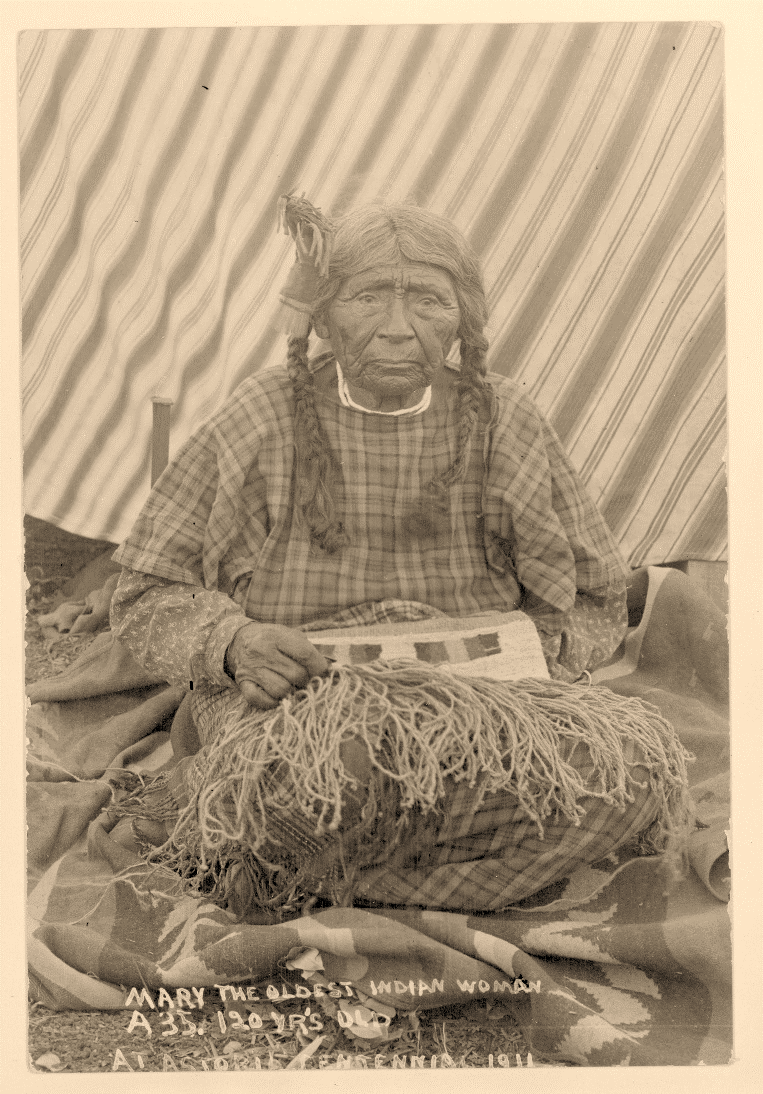 MARY THE OLDEST INDIAN WOMAN
A 35. 120 YR'S OLD
AT ASTORIA CENTENNIAL 1911